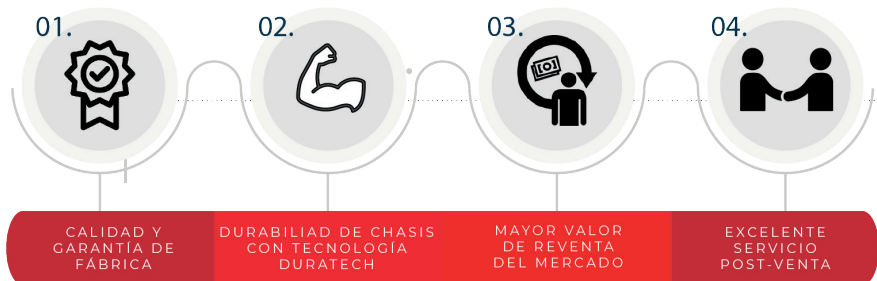 01.
02.
03.
04.
CALIDAD Y
GARANTÍA DE
FÁBRICA
DURABILIAD DE CHASIS
CON TECNOLOGÍA
DURATECH
MAYOR VALOR
DE REVENTA
DEL MERCADO
EXCELENTE
SERVICIO
POST-VENTA